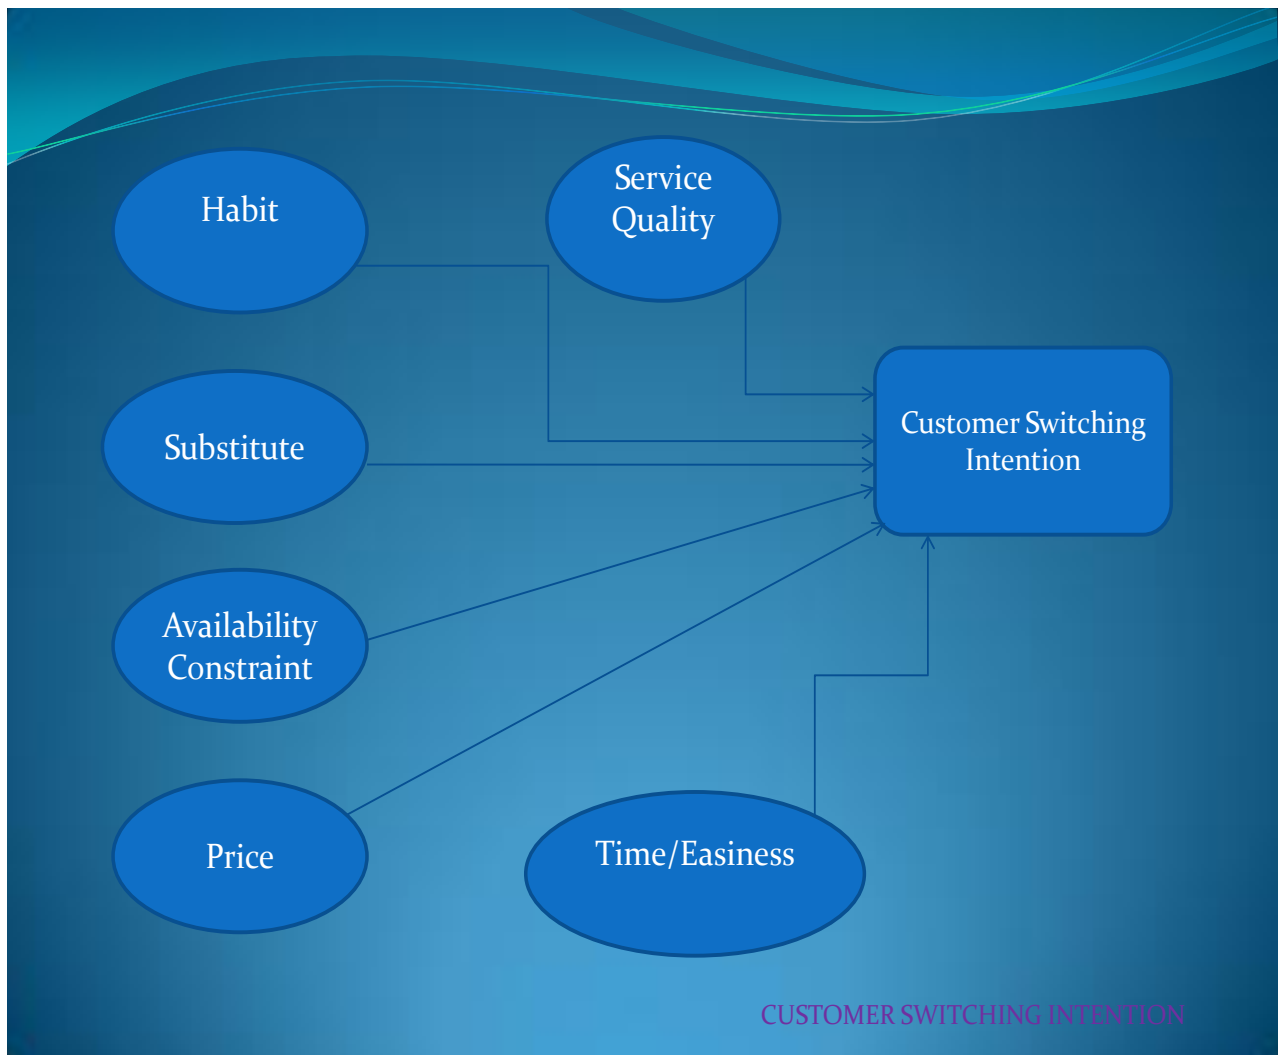 Habit
Service
Quality
Customer Switching
Intention
Substitute
Availability
Constraint
Price
Time/Easiness
CUSTOMER SWITCHING INTENTION